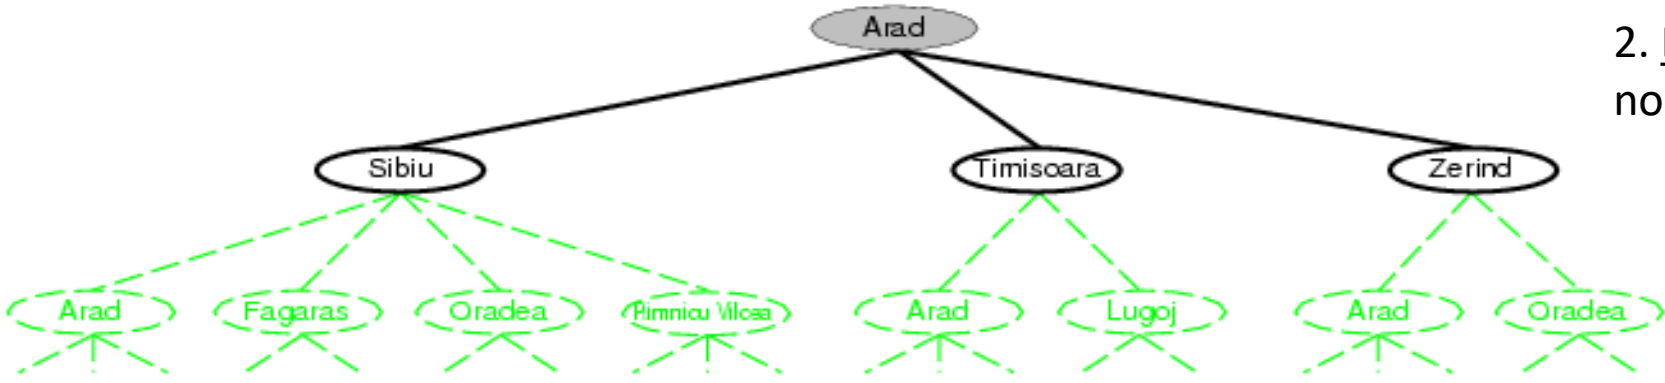 Arad
2.
no
Sibiu
Timisoara
Zerind
Arad
Fagaras
Oradea
Rimnicu Vilcea
Arad
Lugoj
Arad
Oradea